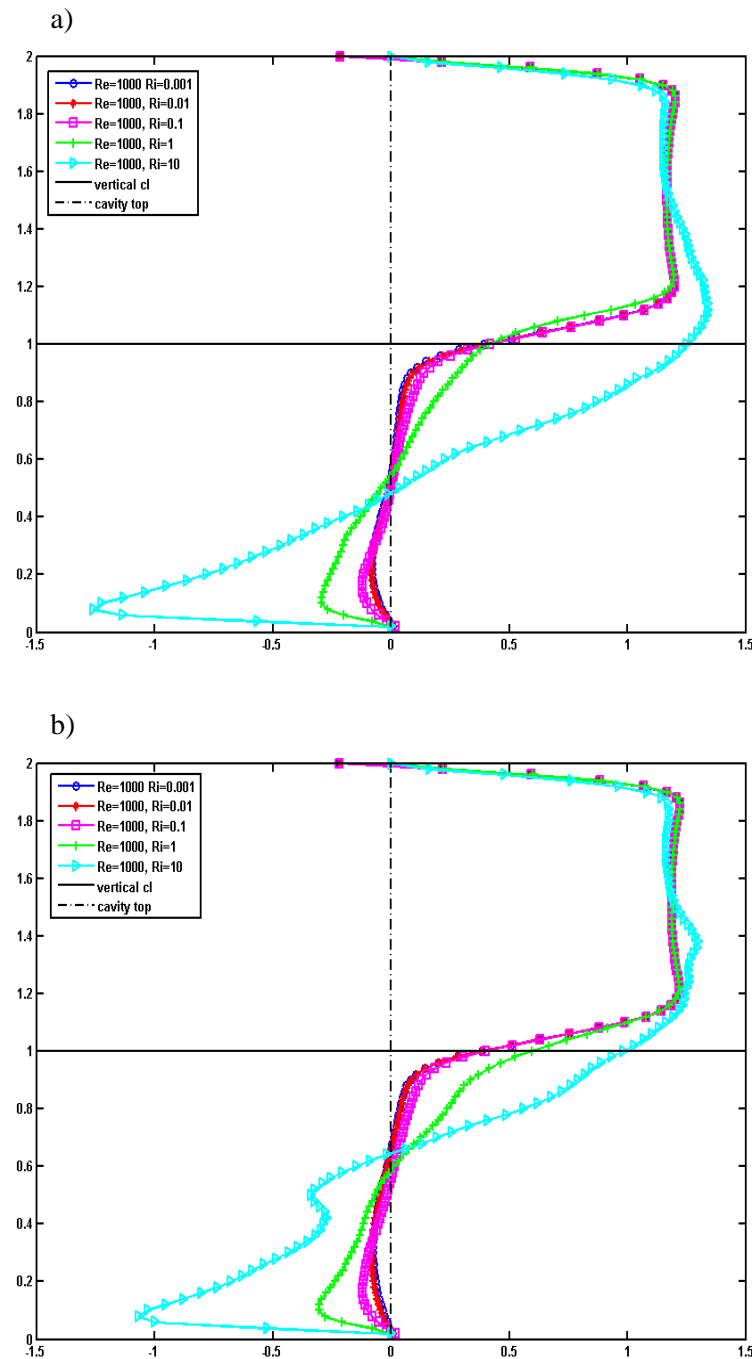 a)
2
1.8
1.6
1.4
1.2
1
0.8
0.6
0.4
0.2
0
-1.5
-1
-0.5
0
0.5
1
1.5
Re=1000 Ri=0.001
Re=1000, Ri=0.01
Re=1000, Ri=0.1
Re=1000, Ri=1
Re=1000, Ri=10
vertical cl
cavity top
b)
2
1.8
1.6
1.4
1.2
1
0.8
0.6
0.4
0.2
0
-1.5
-1
-0.5
0
0.5
1
1.5
Re=1000 Ri=0.001
Re=1000, Ri=0.01
Re=1000, Ri=0.1
Re=1000, Ri=1
Re=1000, Ri=10
vertical cl
cavity top